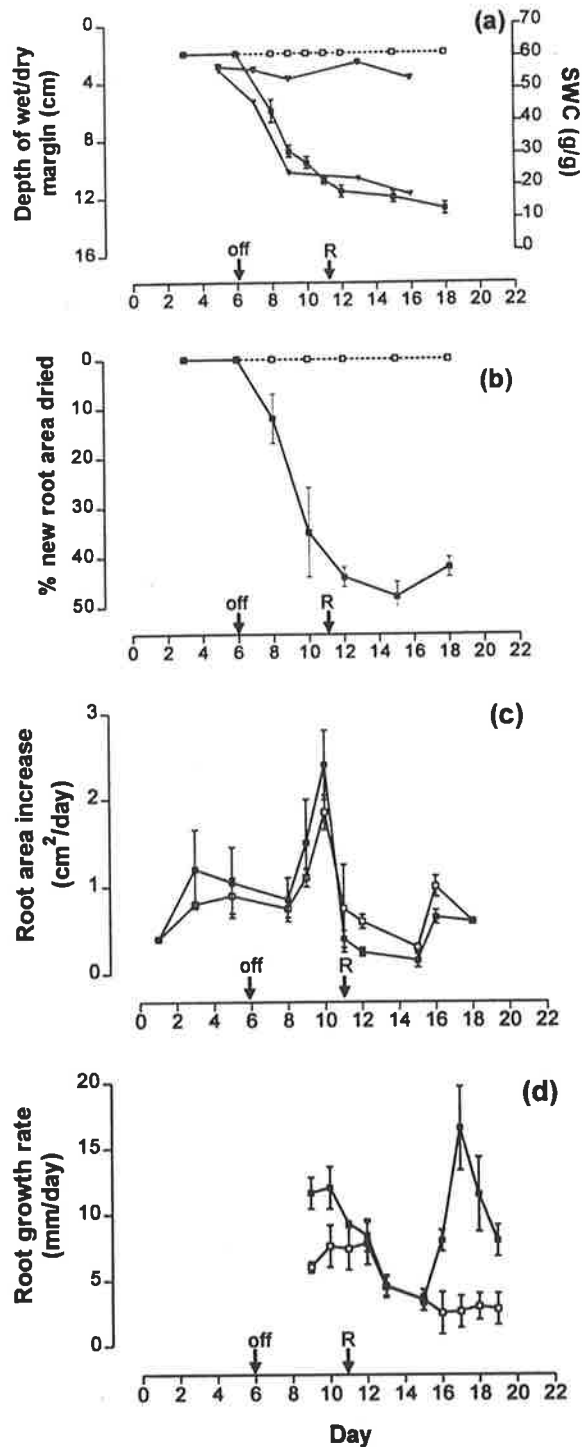 (a)
Depth of wet/dry
margin (cm)
0
4
8
12
16
70
60
50
40
30
20
10
0
SWC (g/g)
off
R
0 2 4 6 8 10 12 14 16 18 20 22
(b)
% new root area dried
0
10
20
30
40
50
off
R
0 2 4 6 8 10 12 14 16 18 20 22
(c)
Root area increase
(cm²/day)
3
2
1
0
off
R
0 2 4 6 8 10 12 14 16 18 20 22
(d)
Root growth rate
(mm/day)
20
15
10
5
0
off
R
0 2 4 6 8 10 12 14 16 18 20 22
Day